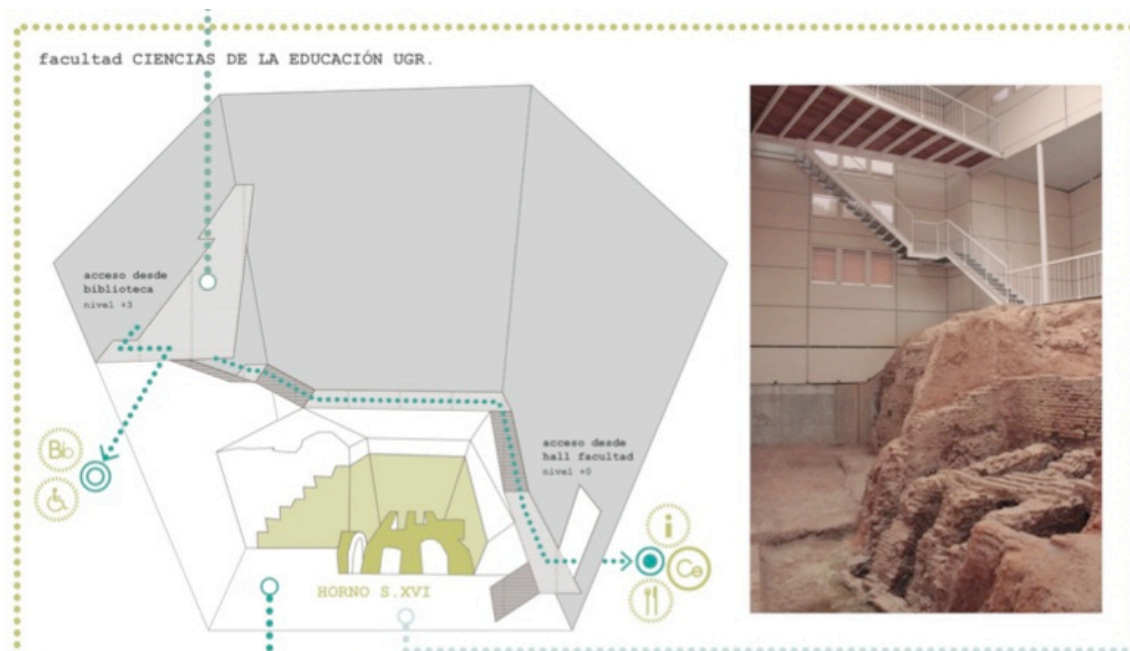 facultad CIENCIAS DE LA EDUCACIÓN UGR.
acceso desde
biblioteca
nivel +3
Bib
acceso desde
hall facultad
nivel +0
i
Ce
HORNO S.XVI